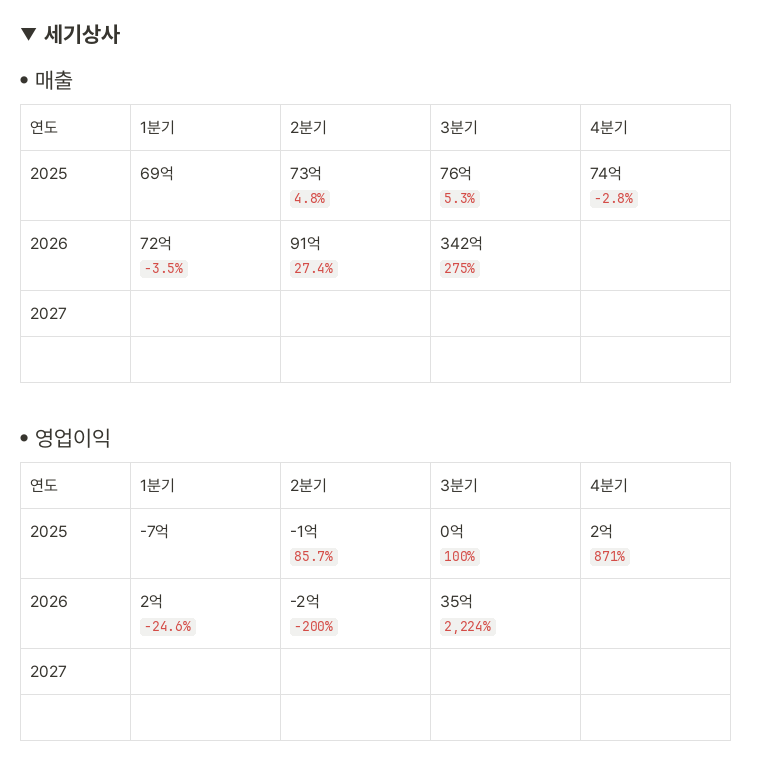 ▼ 세기상사
• 매출
연도 1분기 2분기 3분기 4분기
2025 69억 73억 76억 74억
4.8% 5.3% -2.8%
2026 72억 91억 342억
-3.5% 27.4% 275%
2027
• 영업이익
연도 1분기 2분기 3분기 4분기
2025 -7억 -1억 0억 2억
85.7% 100% 871%
2026 2억 -2억 35억
-24.6% -200% 2,224%
2027